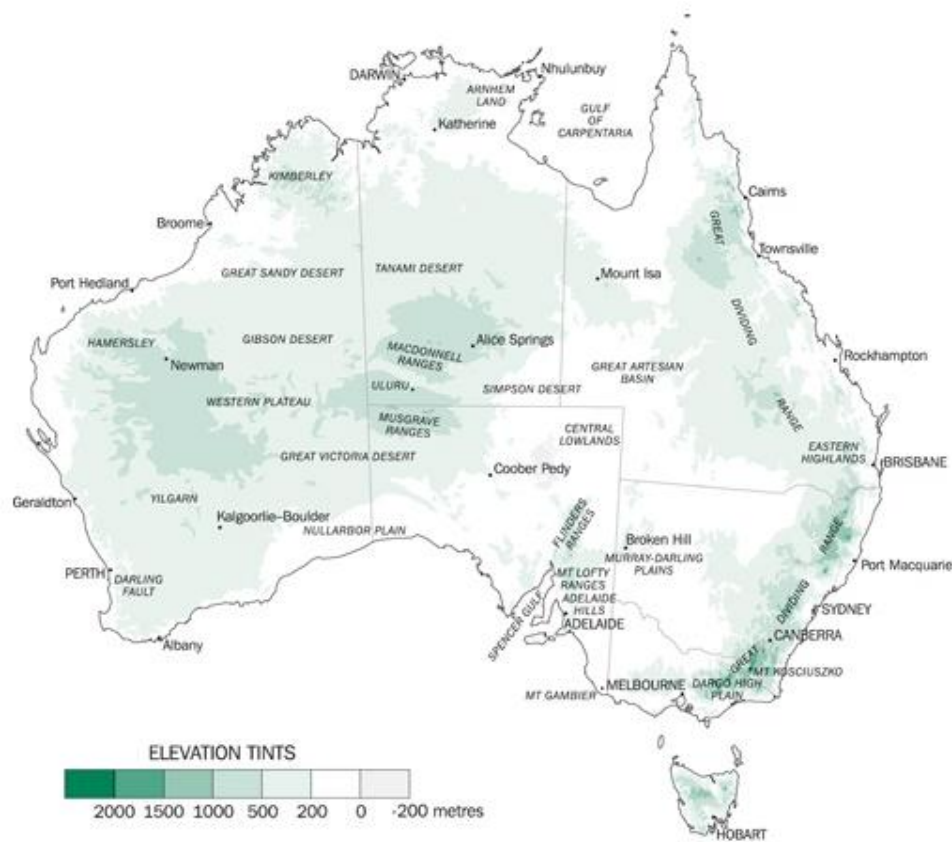 DARWIN
Nhulunbuy
ARNHEM
LAND
GULF
OF
CARPENTARIA
Katherine
KIMBERLEY
Cairns
Broome
GREAT
Townsville
GREAT SANDY DESERT
TANAMI DESERT
Mount Isa
Port Hedland
DIVIDING
HAMERSLEY
GIBSON DESERT
Alice Springs
MACDONNELL
RANGES
Newman
Rockhampton
GREAT ARTESIAN
BASIN
ULURU
SIMPSON DESERT
WESTERN PLATEAU
RANGE
MUSGRAVE
RANGES
CENTRAL
LOWLANDS
EASTERN
HIGHLANDS
GREAT VICTORIA DESERT
BRISBANE
Coober Pedy
Geraldton
YILGARN
Kalgoorlie–Boulder
NULLARBOR PLAIN
FLINDERS
RANGES
RANGE
Broken Hill
MURRAY-DARLING
PLAINS
Port Macquarie
PERTH
DARLING
FAULT
MT LOFTY
RANGES
ADELAIDE
HILLS
DIVIDING
SPENCER GULF
ADELAIDE
SYDNEY
Albany
CANBERRA
GREAT
MT KOSCIUSZKO
MT GAMBIER
MELBOURNE
DARGO HIGH
PLAIN
ELEVATION TINTS
2000 1500 1000 500 200 0 -200 metres
HOBART